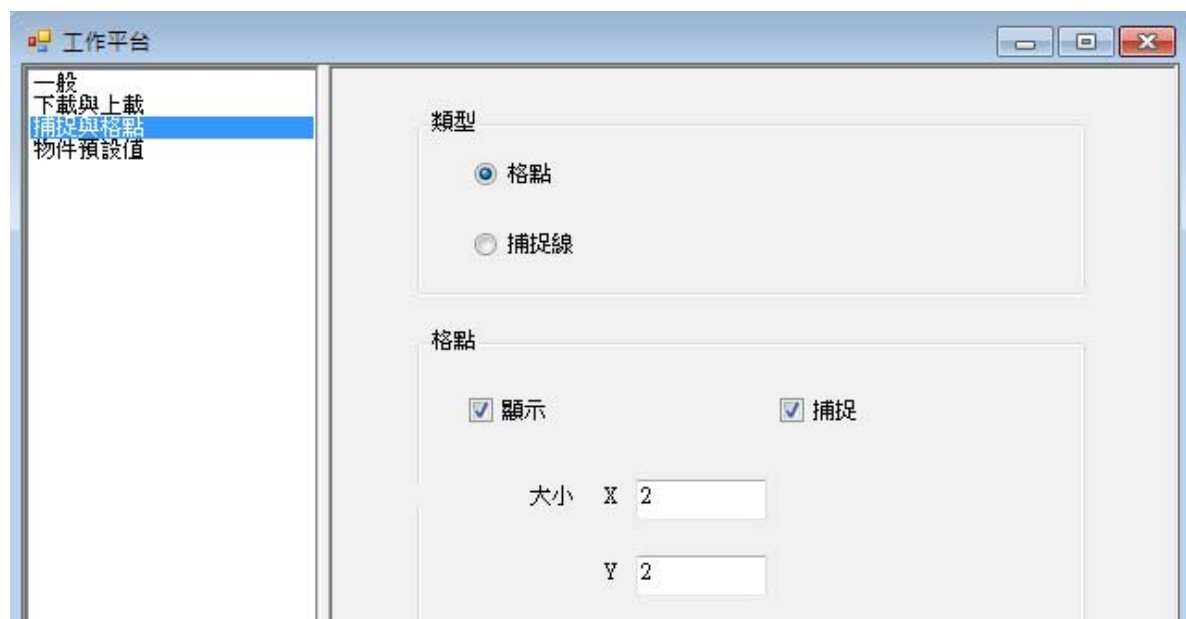 工作平台
一般
下載與上載
捕捉與格點
物件預設值
類型
格點
捕捉線
格點
顯示 捕捉
大小 X 2
Y 2